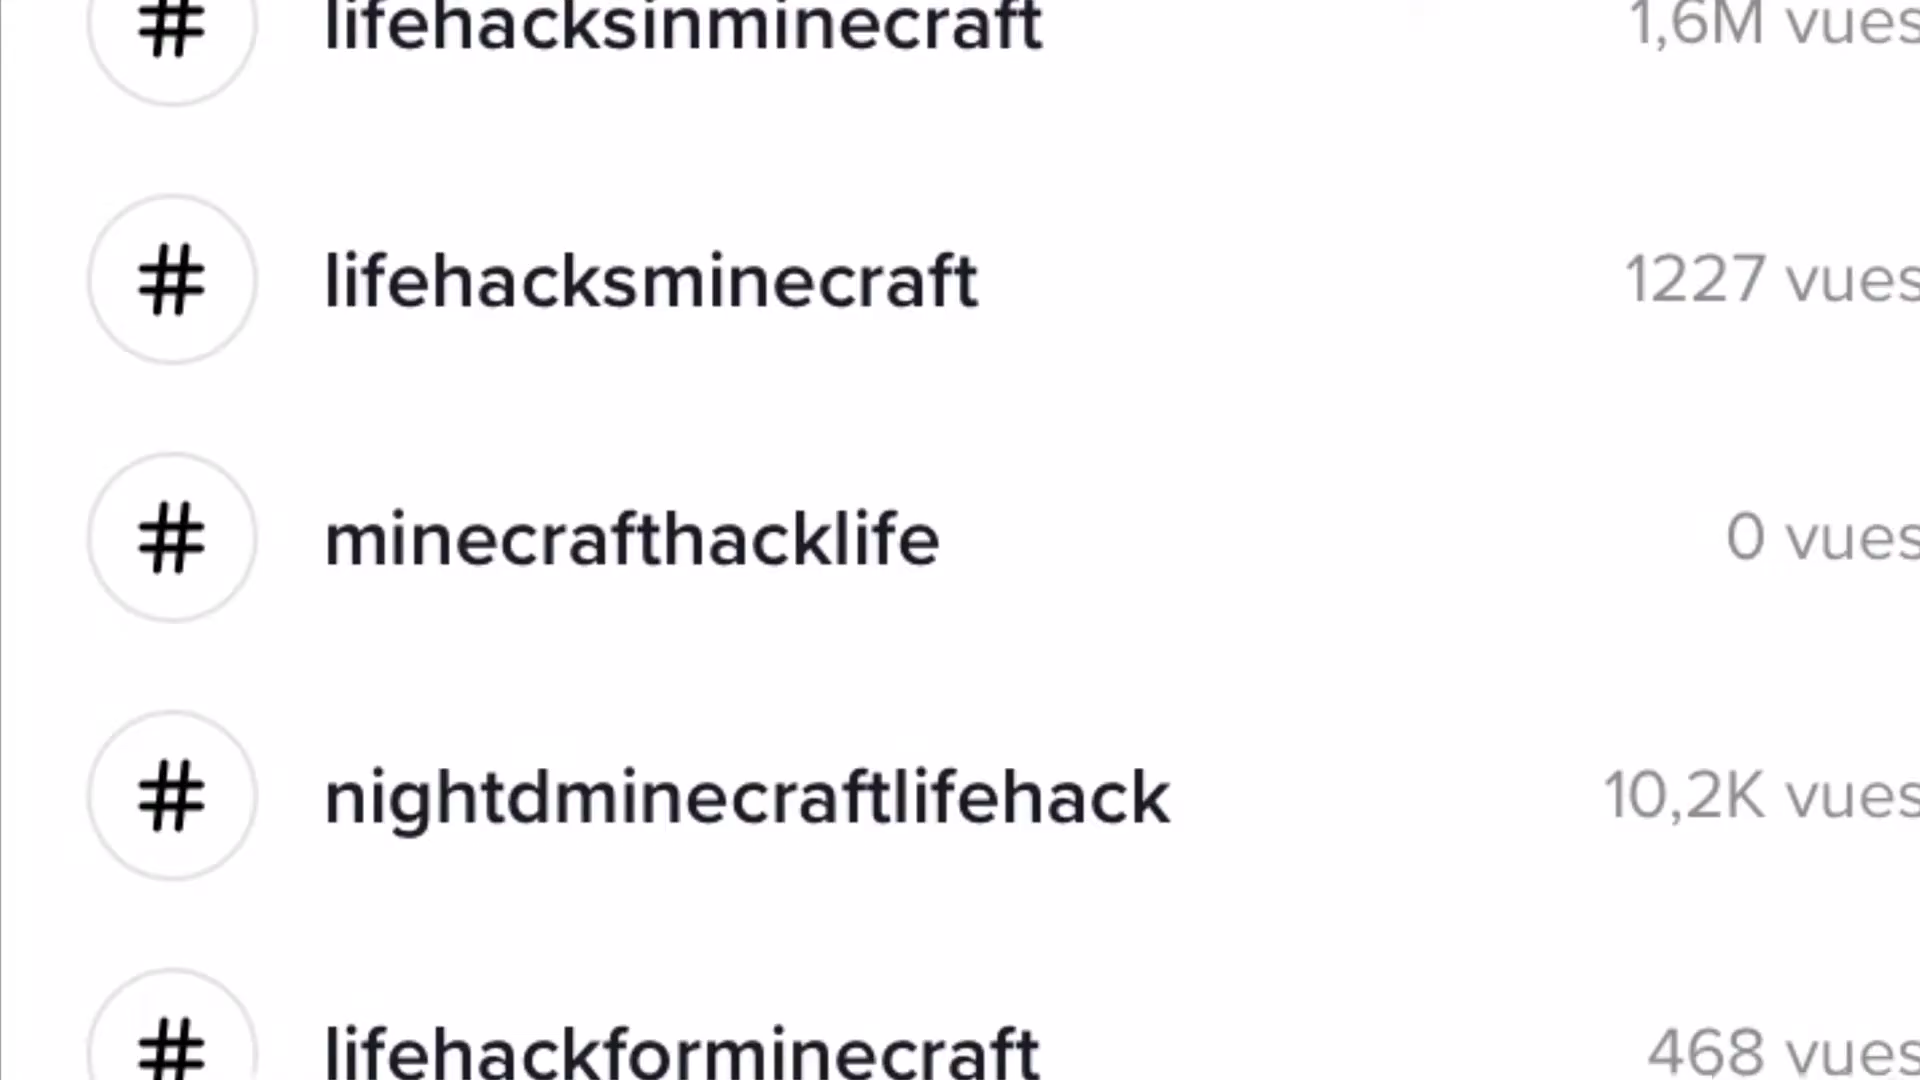 # lifehacksinminecraft 1,6M vues
# lifehacksminecraft 1227 vues
# minecrafthacklife 0 vues
# nightdminecraftlifehack 10,2K vues
# lifehackforminecraft 468 vues